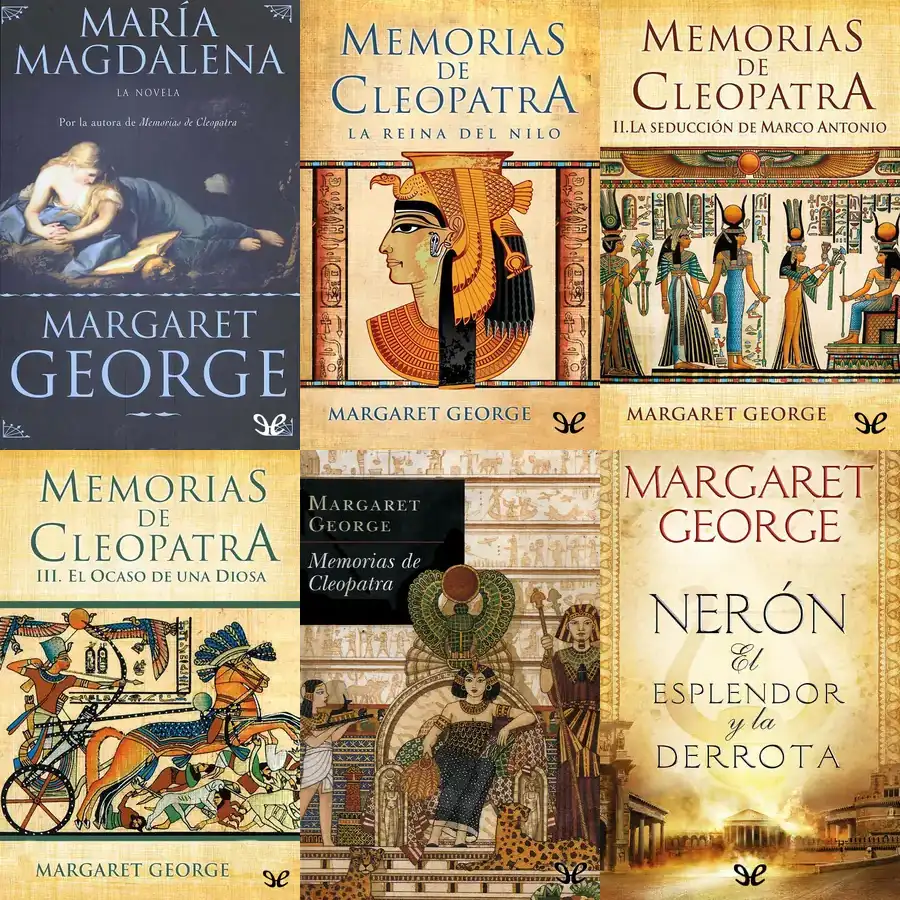 MARÍA
MAGDALENA
LA NOVELA
Por la autora de Memorias de Cleopatra
MARGARET
GEORGE
MEMORIAS
DE
CLEOPATRA
LA REINA DEL NILO
MARGARET GEORGE
MEMORIAS
DE
CLEOPATRA
II. LA SEDUCCIÓN DE MARCO ANTONIO
MARGARET GEORGE
MEMORIAS
DE
CLEOPATRA
III. EL OCASO DE UNA DIOSA
MARGARET GEORGE
MARGARET
GEORGE
Memorias de
Cleopatra
MARGARET
GEORGE
NERÓN
El
ESPLENDOR
y la
DERROTA